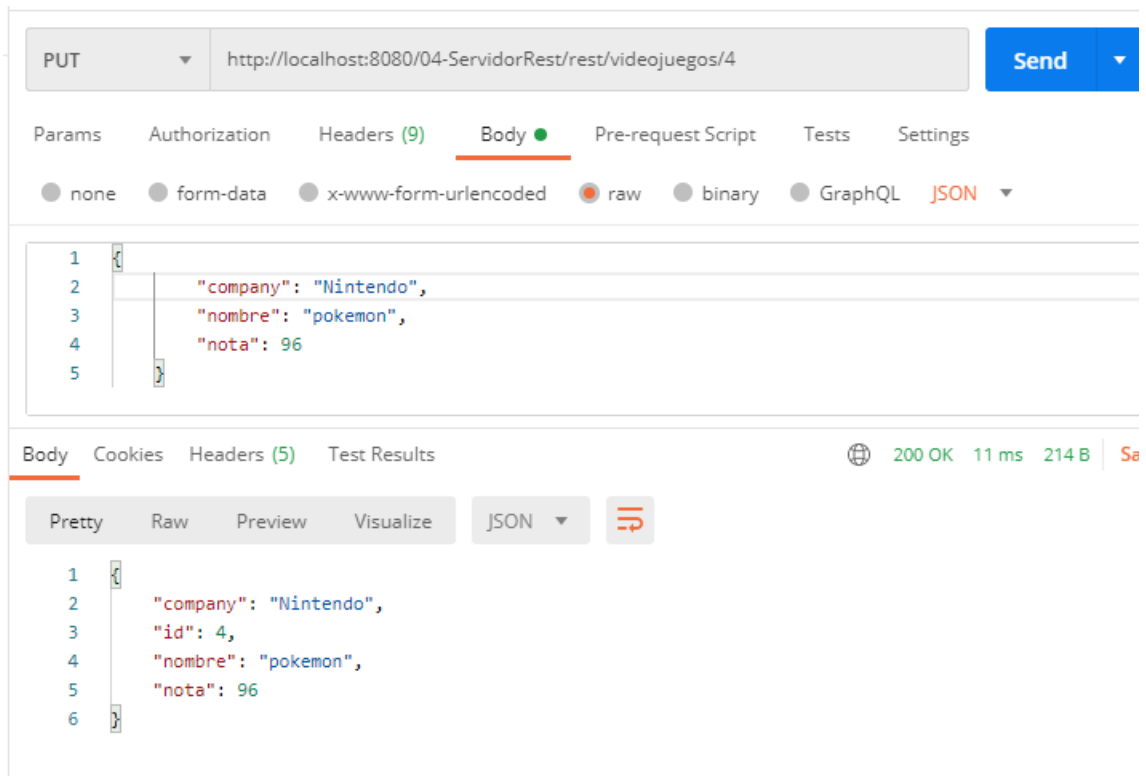 PUT http://localhost:8080/04-ServidorRest/rest/videojuegos/4 Send
Params Authorization Headers (9) Body Pre-request Script Tests Settings
none form-data x-www-form-urlencoded raw binary GraphQL JSON
1 {
2 "company": "Nintendo",
3 "nombre": "pokemon",
4 "nota": 96
5 }
Body Cookies Headers (5) Test Results 200 OK 11 ms 214 B Sa
Pretty Raw Preview Visualize JSON
1 {
2 "company": "Nintendo",
3 "id": 4,
4 "nombre": "pokemon",
5 "nota": 96
6 }